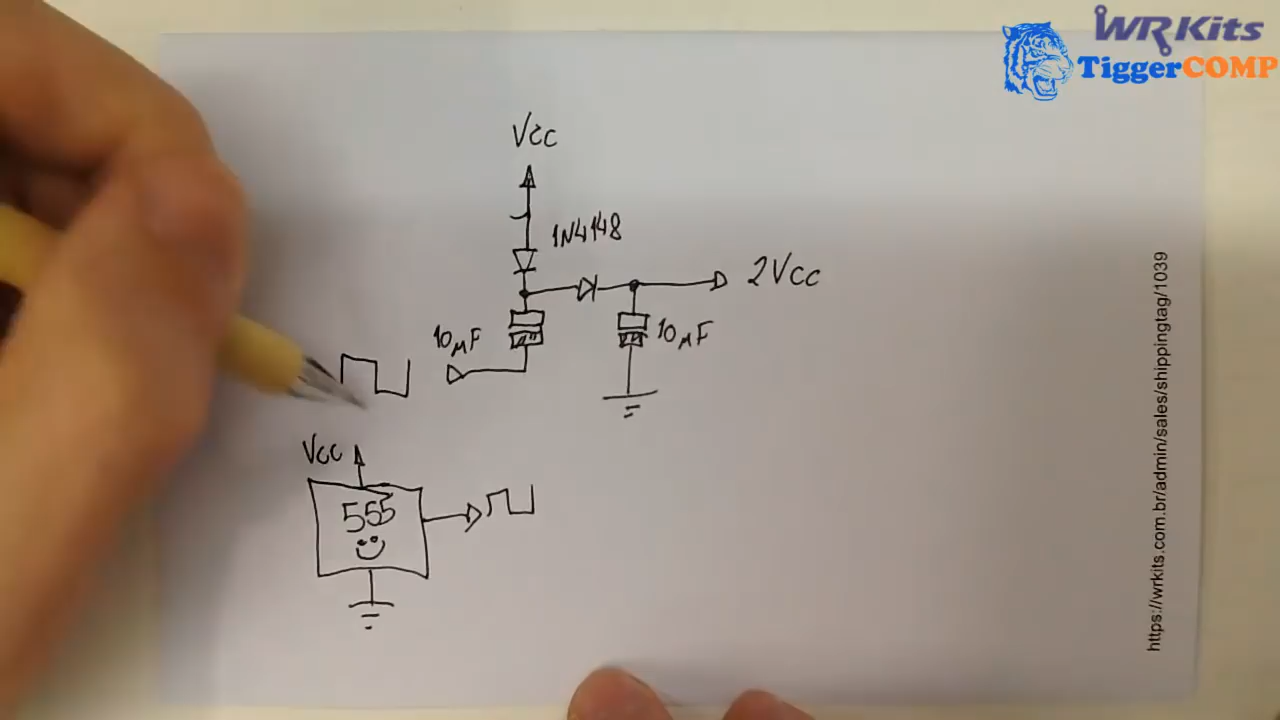 WRKits
TiggerCOMP
Vcc
1N4148
2Vcc
10μF
10μF
Vcc
555
https://wrkits.com.br/admin/sales/shippingtag/1039